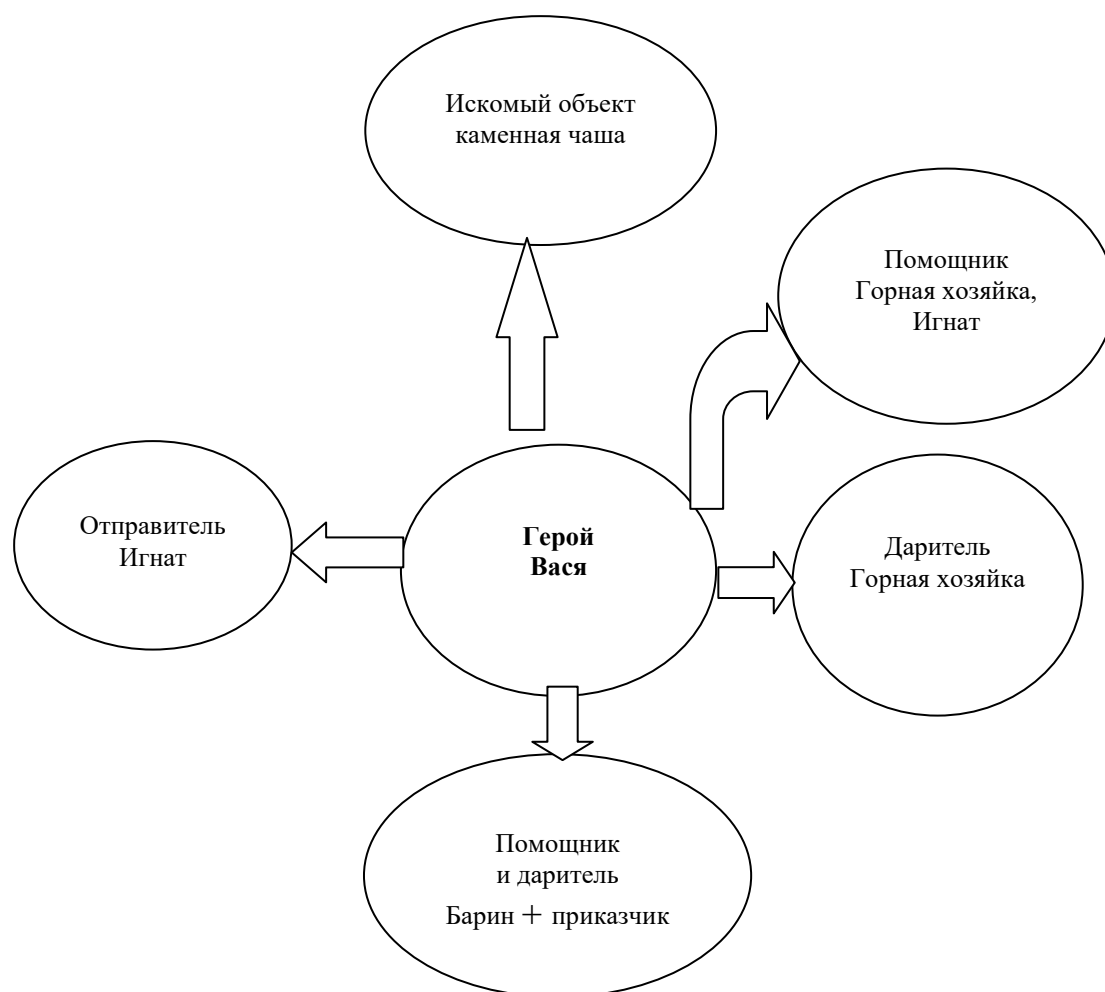 Искомый объект
каменная чаша
Помощник
Горная хозяйка,
Игнат
Отправитель
Игнат
Герой
Вася
Даритель
Горная хозяйка
Помощник
и даритель
Барин + приказчик